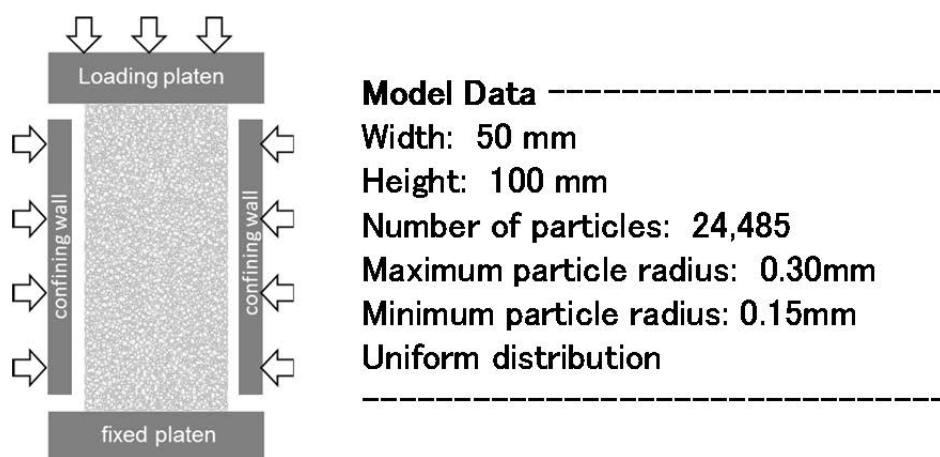 Loading platen
confining wall
confining wall
fixed platen
Model Data
Width: 50 mm
Height: 100 mm
Number of particles: 24,485
Maximum particle radius: 0.30mm
Minimum particle radius: 0.15mm
Uniform distribution